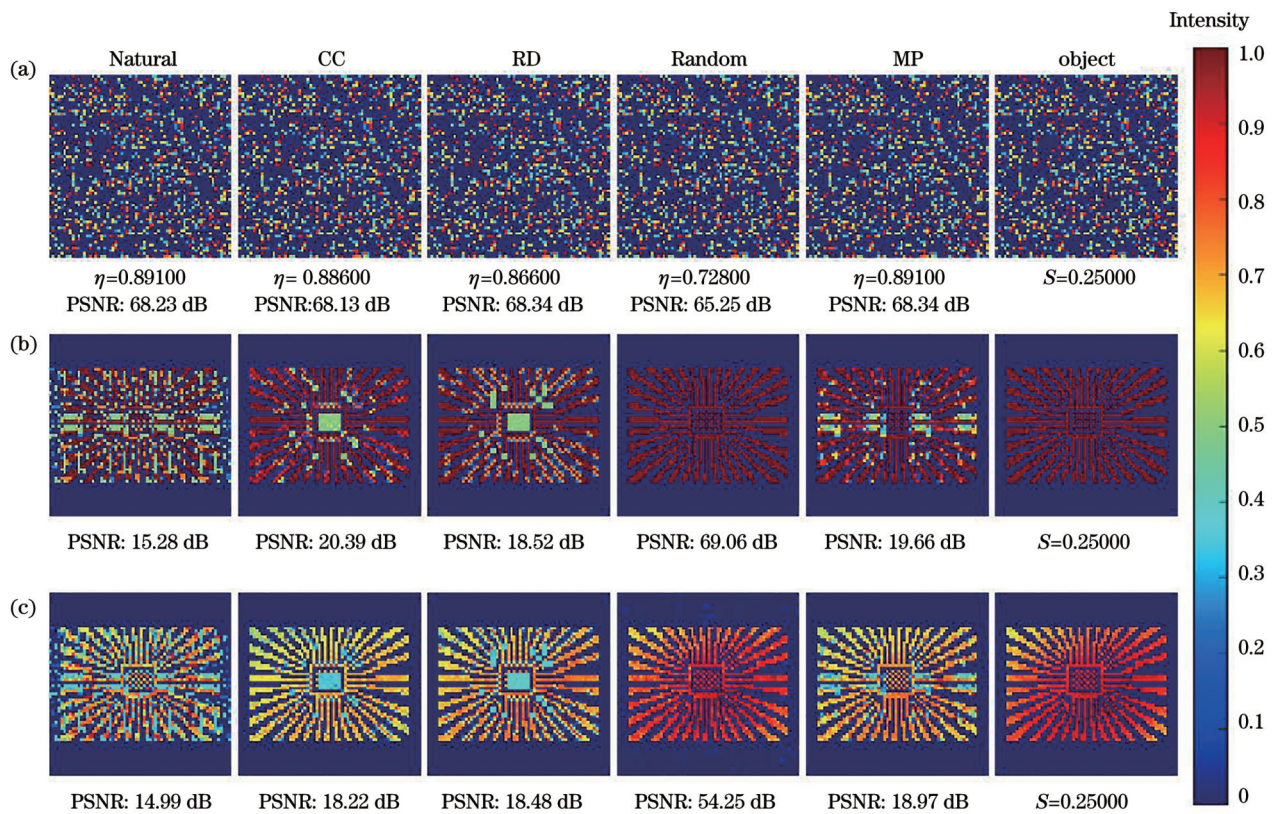 Intensity
Natural CC RD Random MP object
(a)
η=0.89100 η= 0.88600 η=0.86600 η=0.72800 η=0.89100 S=0.25000
PSNR: 68.23 dB PSNR:68.13 dB PSNR: 68.34 dB PSNR: 65.25 dB PSNR: 68.34 dB
(b)
PSNR: 15.28 dB PSNR: 20.39 dB PSNR: 18.52 dB PSNR: 69.06 dB PSNR: 19.66 dB S=0.25000
(c)
PSNR: 14.99 dB PSNR: 18.22 dB PSNR: 18.48 dB PSNR: 54.25 dB PSNR: 18.97 dB S=0.25000
1.0
0.9
0.8
0.7
0.6
0.5
0.4
0.3
0.2
0.1
0